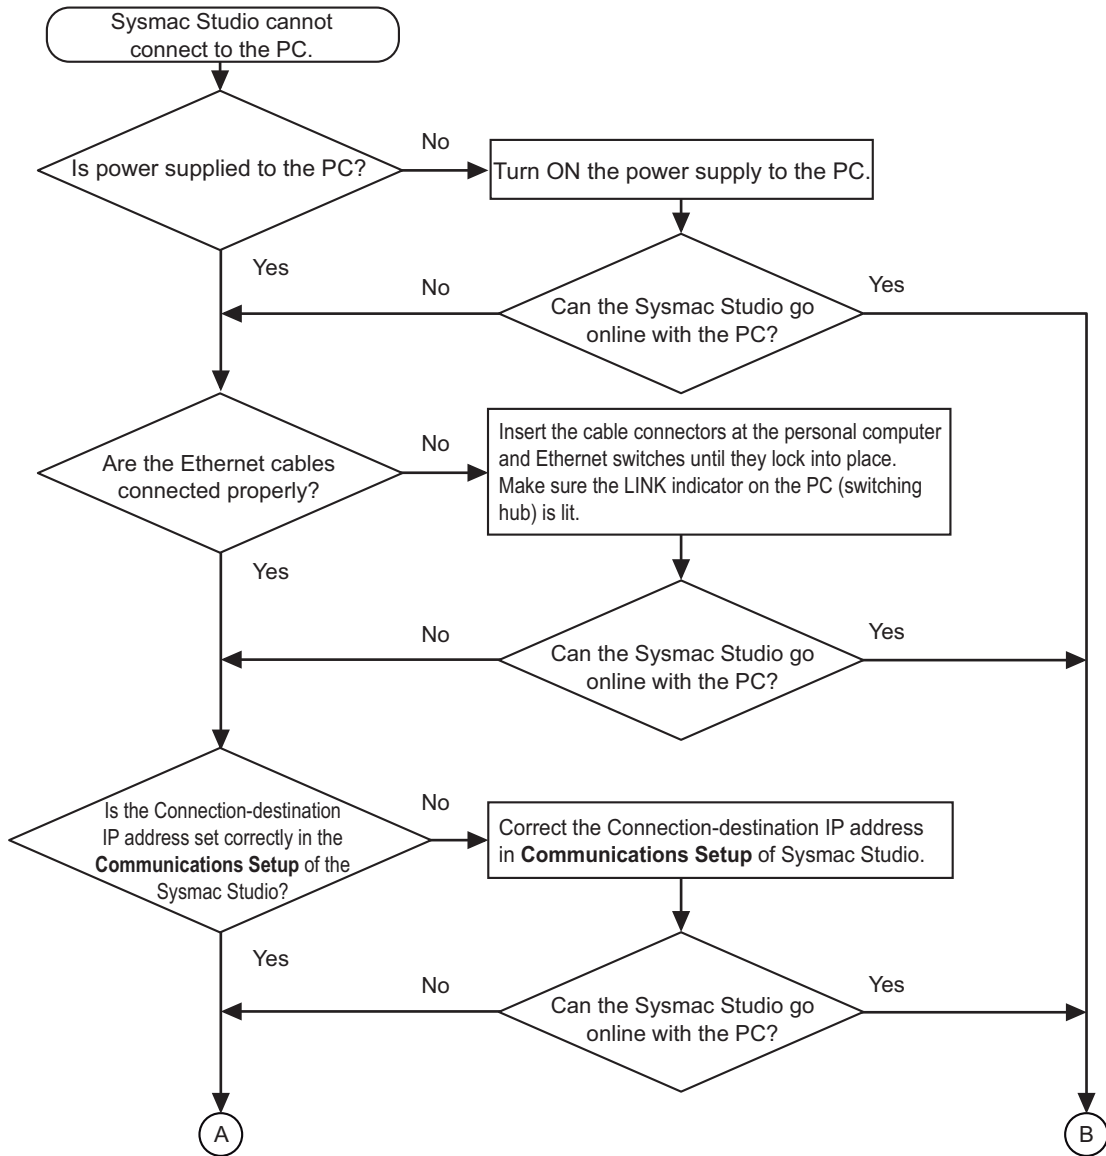 Sysmac Studio cannot
connect to the PC.
Is power supplied to the PC?
No
Turn ON the power supply to the PC.
Yes
No
Can the Sysmac Studio go
online with the PC?
Yes
Are the Ethernet cables
connected properly?
No
Insert the cable connectors at the personal computer
and Ethernet switches until they lock into place.
Make sure the LINK indicator on the PC (switching
hub) is lit.
Yes
No
Can the Sysmac Studio go
online with the PC?
Yes
Is the Connection-destination
IP address set correctly in the
Communications Setup of the
Sysmac Studio?
No
Correct the Connection-destination IP address
in Communications Setup of Sysmac Studio.
Yes
No
Can the Sysmac Studio go
online with the PC?
Yes
A
B